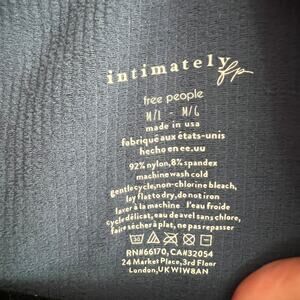 intimately fp
free people
M/L - M/G
made in usa
fabriqué aux états-unis
hecho en ee.uu
92% nylon, 8% spandex
machine wash cold
gentle cycle, non-chlorine bleach,
lay flat to dry, do not iron
laver à la machine l'eau froide
cycle délicat, eau de avel sans chlore,
faire sécher à plat, ne pas repasser
30
RN#66170, CA#32054
24 Market Place, 3rd Floor
London, UK W1W8AN